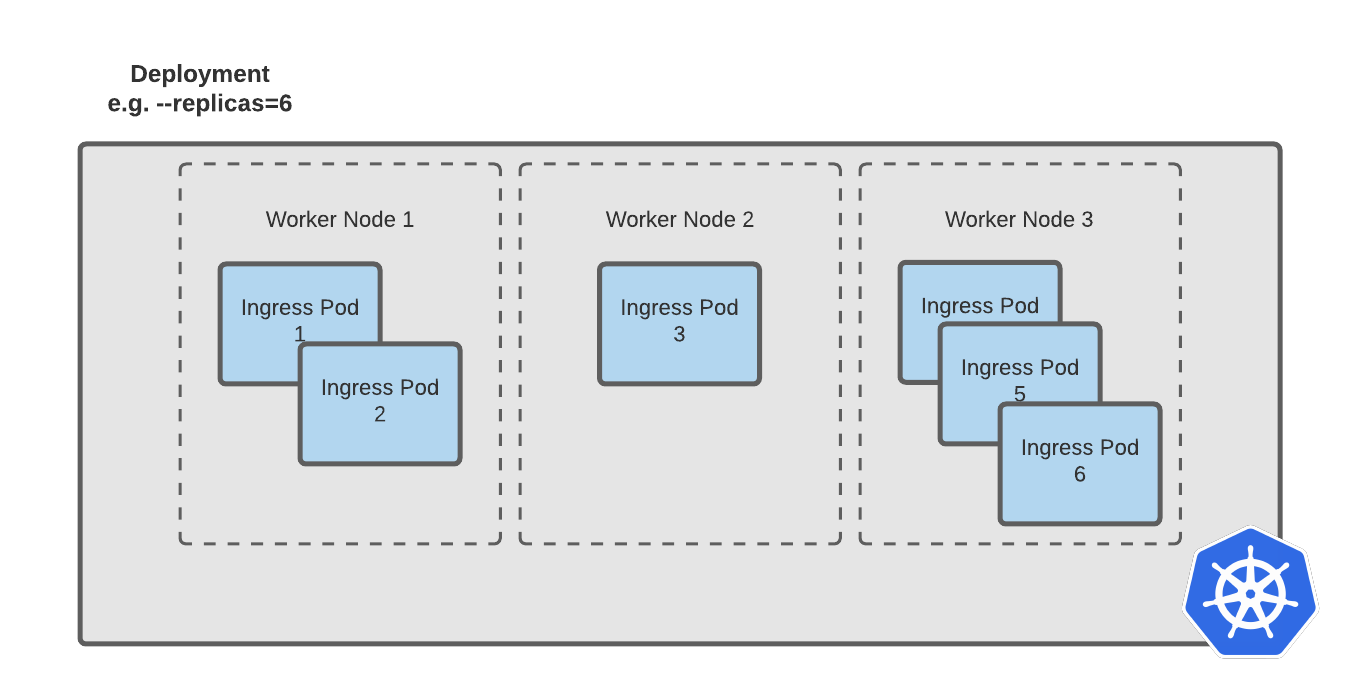 Deployment
e.g. --replicas=6
Worker Node 1
Ingress Pod
1
Ingress Pod
2
Worker Node 2
Ingress Pod
3
Worker Node 3
Ingress Pod
Ingress Pod
5
Ingress Pod
6